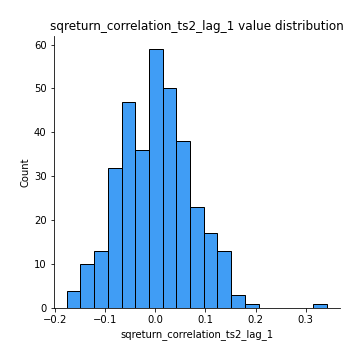 sqreturn_correlation_ts2_lag_1 value distribution
60
50
40
30
20
10
0
Count
−0.2 −0.1 0.0 0.1 0.2 0.3
sqreturn_correlation_ts2_lag_1